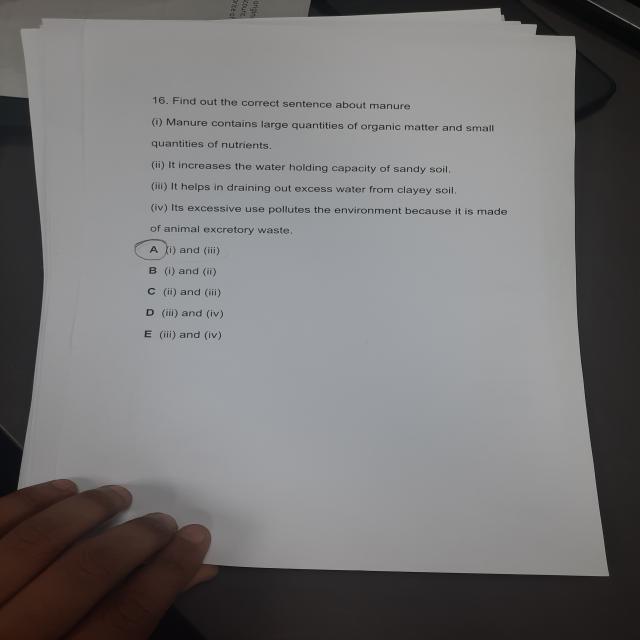 16. Find out the correct sentence about manure
(i) Manure contains large quantities of organic matter and small
quantities of nutrients.
(ii) It increases the water holding capacity of sandy soil.
(iii) It helps in draining out excess water from clayey soil.
(iv) Its excessive use pollutes the environment because it is made
of animal excretory waste.
A (i) and (iii)
B (i) and (ii)
C (ii) and (iii)
D (iii) and (iv)
E (iii) and (iv)